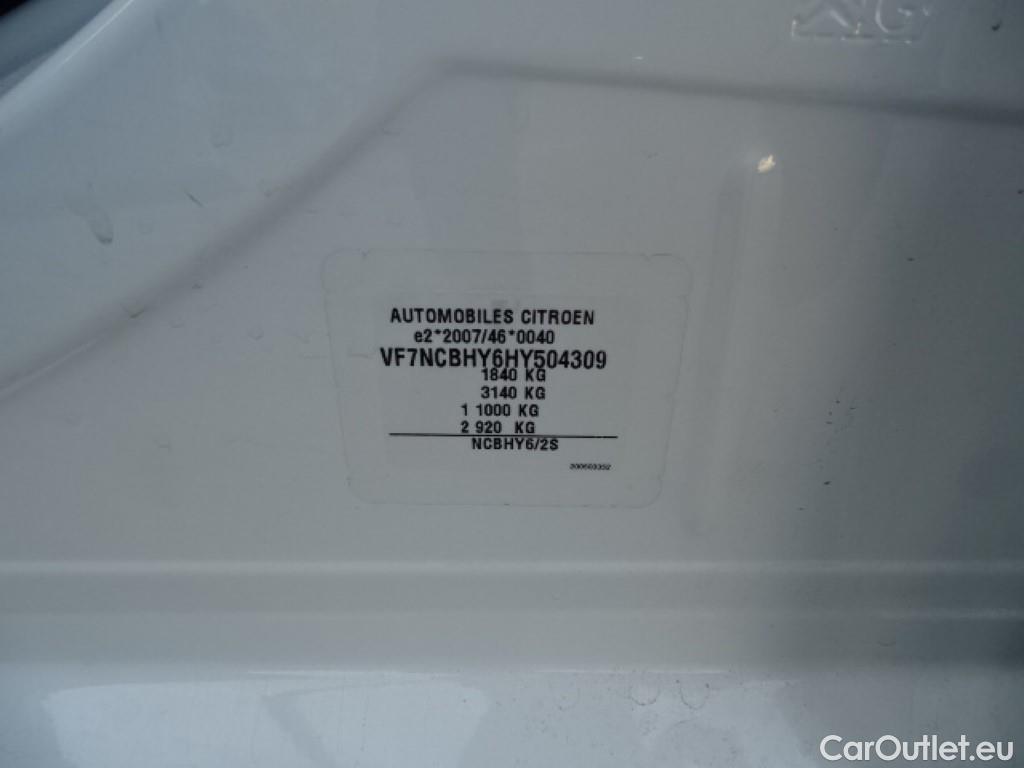 AUTOMOBILES CITROEN
e2*2007/46*0040
VF7NCBHY6HY504309
1840 KG
3140 KG
1 1000 KG
2 920 KG
NCBHY6/2S
CarOutlet.eu